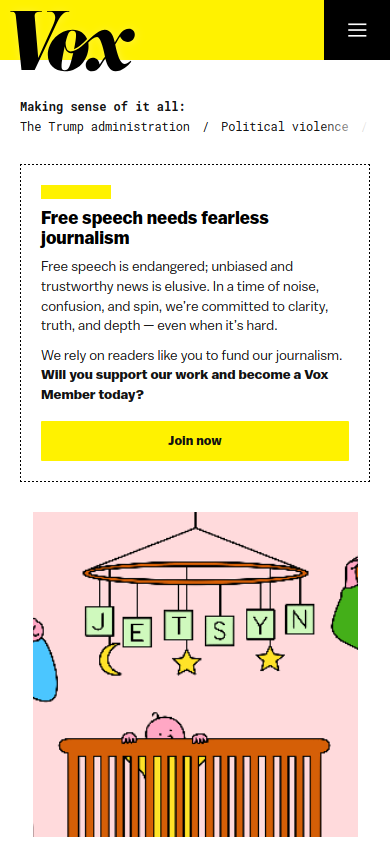 Vox
Making sense of it all:
The Trump administration / Political violence /
Free speech needs fearless
journalism
Free speech is endangered; unbiased and
trustworthy news is elusive. In a time of noise,
confusion, and spin, we’re committed to clarity,
truth, and depth — even when it’s hard.
We rely on readers like you to fund our journalism.
Will you support our work and become a Vox
Member today?
Join now
J E T S Y N